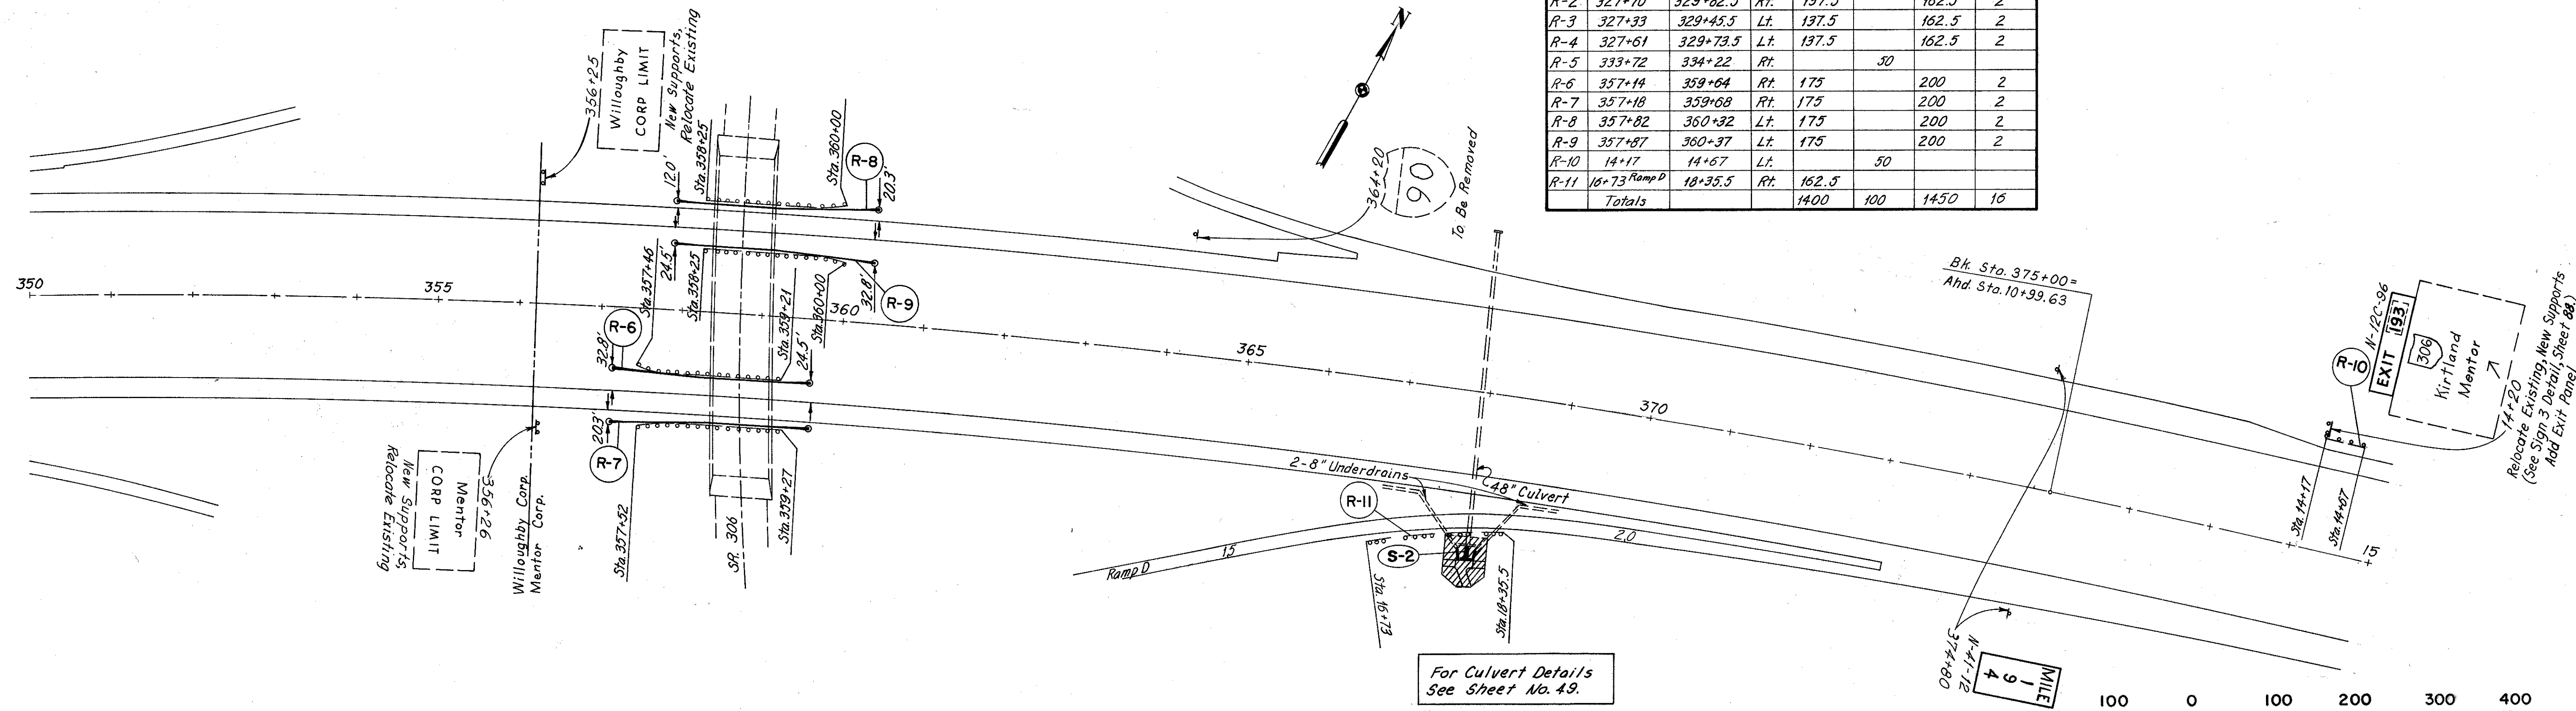 R-2 327+70 329+82.5 Rt. 137.5 162.5 2
R-3 327+33 329+45.5 Lt. 137.5 162.5 2
R-4 327+61 329+73.5 Lt. 137.5 162.5 2
R-5 333+72 334+22 Rt. 50
R-6 357+14 359+64 Rt. 175 200 2
R-7 357+18 359+68 Rt. 175 200 2
R-8 357+82 360+32 Lt. 175 200 2
R-9 357+87 360+37 Lt. 175 200 2
R-10 14+17 14+67 Lt. 50
R-11 16+73 Ramp D 18+35.5 Rt. 162.5
Totals 1400 100 1450 16
N
356+25
Willoughby
CORP LIMIT
New Supports,
Relocate Existing
12.0'
Sta. 358+25
Sta. 360+00
R-8
20.3'
364+20
90
To Be Removed
350
355
360
365
370
15
Sta. 357+46
24.5'
Sta. 358+25
Sta. 359+21
Sta. 360+00
32.8'
R-9
R-6
32.8'
24.5'
20.3'
R-7
Sta. 357+52
S.R. 306
Sta. 359+27
Willoughby Corp.
Mentor Corp.
356+26
Mentor
CORP LIMIT
New Supports,
Relocate Existing
Bk. Sta. 375+00=
Ahd. Sta. 10+99.63
2-8" Underdrains
48" Culvert
R-11
S-2
Ramp D
15
20
Sta. 16+73
Sta. 18+35.5
For Culvert Details
See Sheet No. 49.
N-41-12
374+80
MILE
194
R-10
N-12C-96
EXIT 193
306
Kirtland
Mentor
14+20
Relocate Existing, New Supports
(See Sign 3 Detail, Sheet 88.)
Add Exit Panel
Sta. 14+17
Sta. 14+67
100 0 100 200 300 400